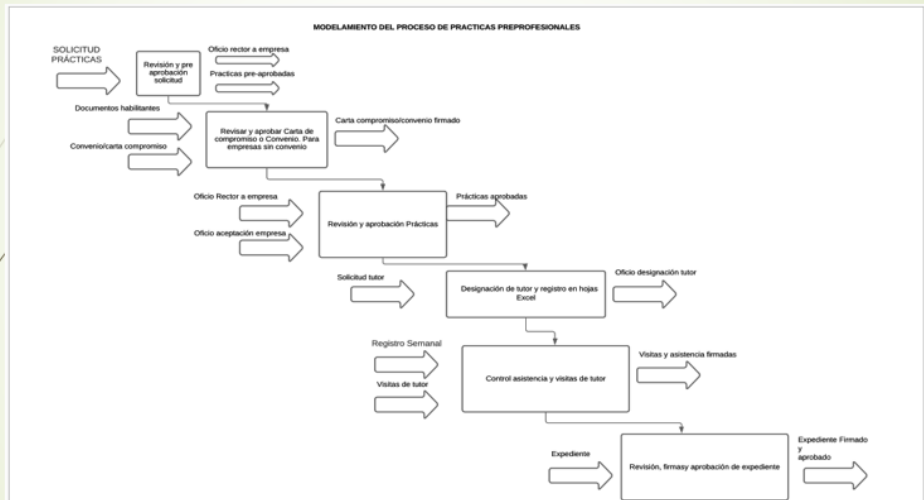 MODELAMIENTO DEL PROCESO DE PRACTICAS PREPROFESIONALES
SOLICITUD
PRÁCTICAS
Revisión y pre
aprobación
solicitud
Oficio rector a empresa
Practicas pre-aprobadas
Documentos habilitantes
Convenio/carta compromiso
Revisar y aprobar Carta de
compromiso o Convenio. Para
empresas sin convenio
Carta compromiso/convenio firmado
Oficio Rector a empresa
Oficio aceptación empresa
Revisión y aprobación Prácticas
Prácticas aprobadas
Solicitud tutor
Designación de tutor y registro en hojas
Excel
Oficio designación tutor
Registro Semanal
Visitas de tutor
Control asistencia y visitas de tutor
Visitas y asistencia firmadas
Expediente
Revisión, firmasy aprobación de expediente
Expediente Firmado
y
aprobado